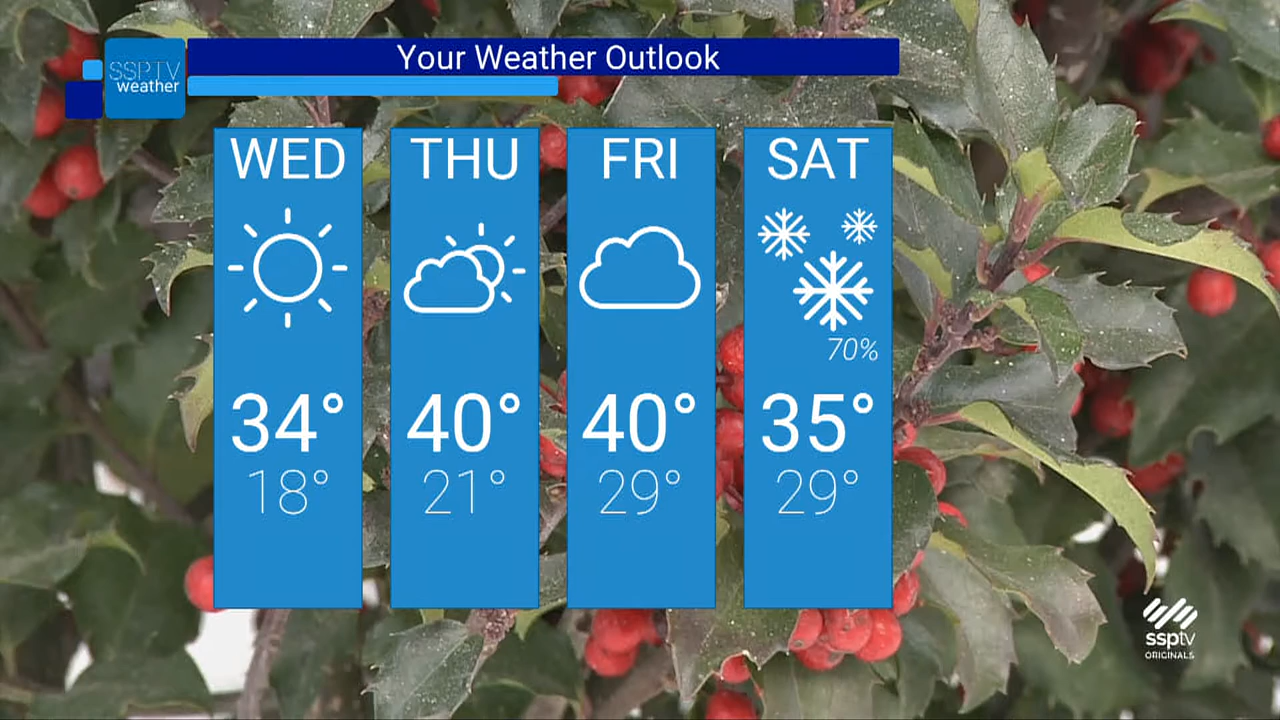 Your Weather Outlook
SSPTV
weather
WED
34°
18°
THU
40°
21°
FRI
40°
29°
SAT
70%
35°
29°
ssptv
ORIGINALS